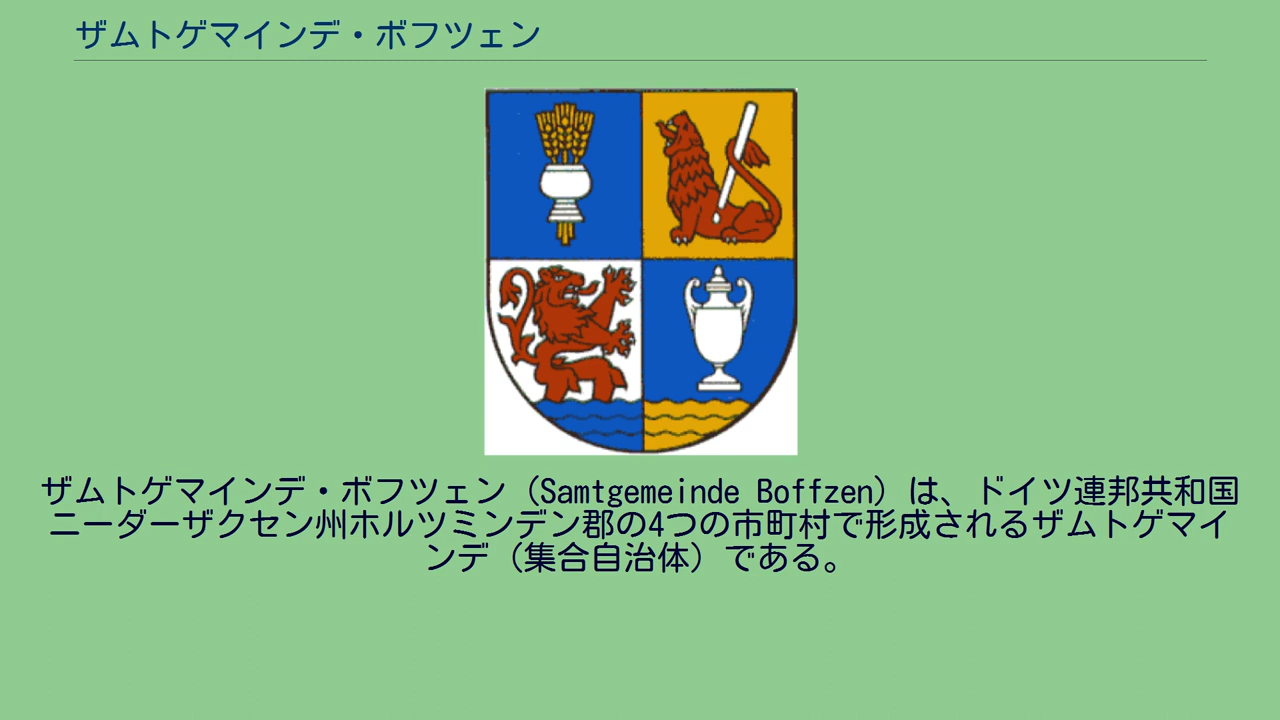 ザムトゲマインデ・ボフツェン
ザムトゲマインデ・ボフツェン（Samtgemeinde Boffzen）は、ドイツ連邦共和国
ニーダーザクセン州ホルツミンデン郡の4つの市町村で形成されるザムトゲマイ
ンデ（集合自治体）である。